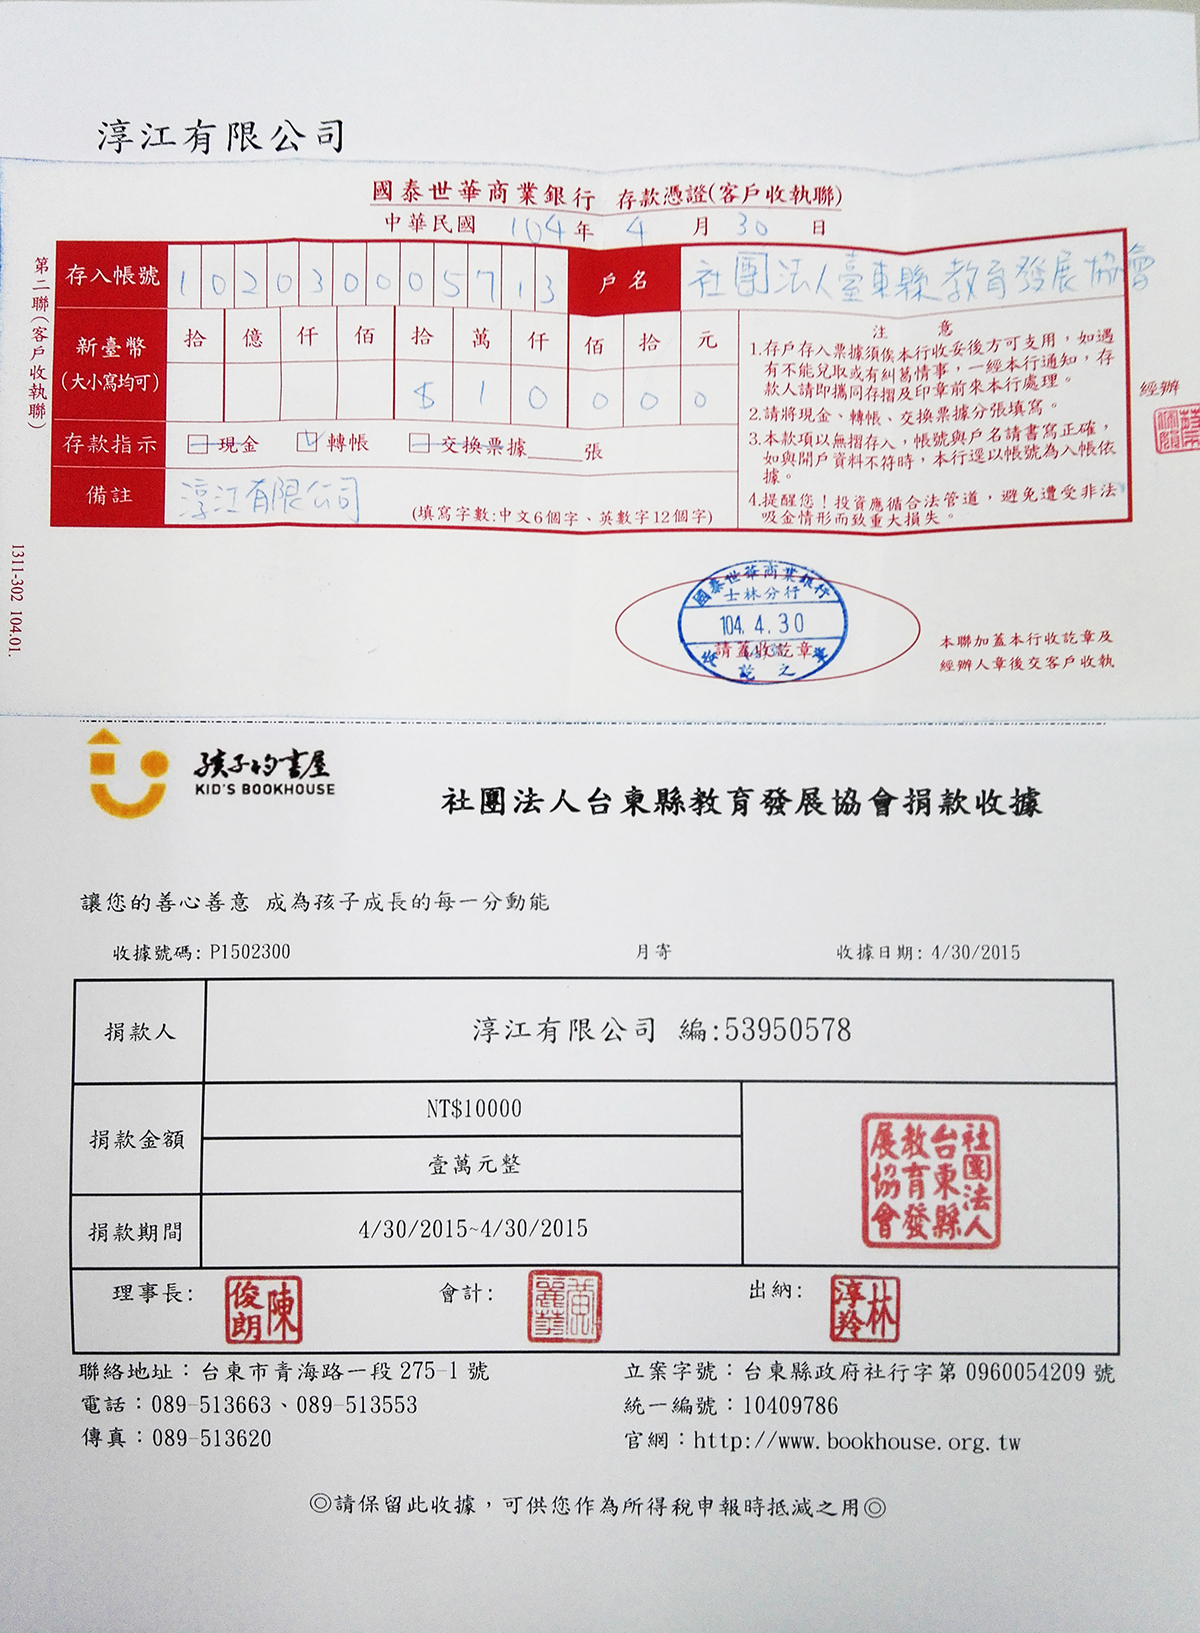 淳江有限公司
國泰世華商業銀行 存款憑證(客戶收執聯)
中華民國 104 年 4 月 30 日
第二聯(客戶收執聯)
存入帳號 102030005713 戶名 社團法人臺東縣教育發展協會
新臺幣
(大小寫均可)
拾 億 仟 佰 拾 萬 仟 佰 拾 元
$ 1 0 0 0 0
存款指示 現金 轉帳 交換票據____張
備註 淳江有限公司
(填寫字數:中文6個字、英數字12個字)
注意
1.存戶存入票據須俟本行收妥後方可支用,如遇
有不能兌取或有糾葛情事,一經本行通知,存
款人請即攜同存摺及印章前來本行處理。
2.請將現金、轉帳、交換票據分張填寫。
3.本款項以無摺存入,帳號與戶名請書寫正確,
如與開戶資料不符時,本行逕以帳號為入帳依
據。
4.提醒您!投資應循合法管道,避免遭受非法
吸金情形而致重大損失。
經辦
1311-302 104.01.
國泰世華商業銀行
士林分行
104. 4. 30
請蓋收訖章
訖之章
本聯加蓋本行收訖章及
經辦人章後交客戶收執
孩子的書屋
KID'S BOOKHOUSE
社團法人台東縣教育發展協會捐款收據
讓您的善心善意 成為孩子成長的每一分動能
收據號碼: P1502300 月寄 收據日期: 4/30/2015
捐款人 淳江有限公司 編:53950578
捐款金額 NT$10000
壹萬元整
捐款期間 4/30/2015~4/30/2015
社團法人
台東縣
教育發
展協會
理事長: 陳俊朗 會計: 黃麗華 出納: 林淳羚
聯絡地址:台東市青海路一段 275-1 號
立案字號:台東縣政府社行字第 0960054209 號
電話:089-513663、089-513553
統一編號:10409786
傳真:089-513620
官網:http://www.bookhouse.org.tw
◎請保留此收據,可供您作為所得稅申報時抵減之用◎